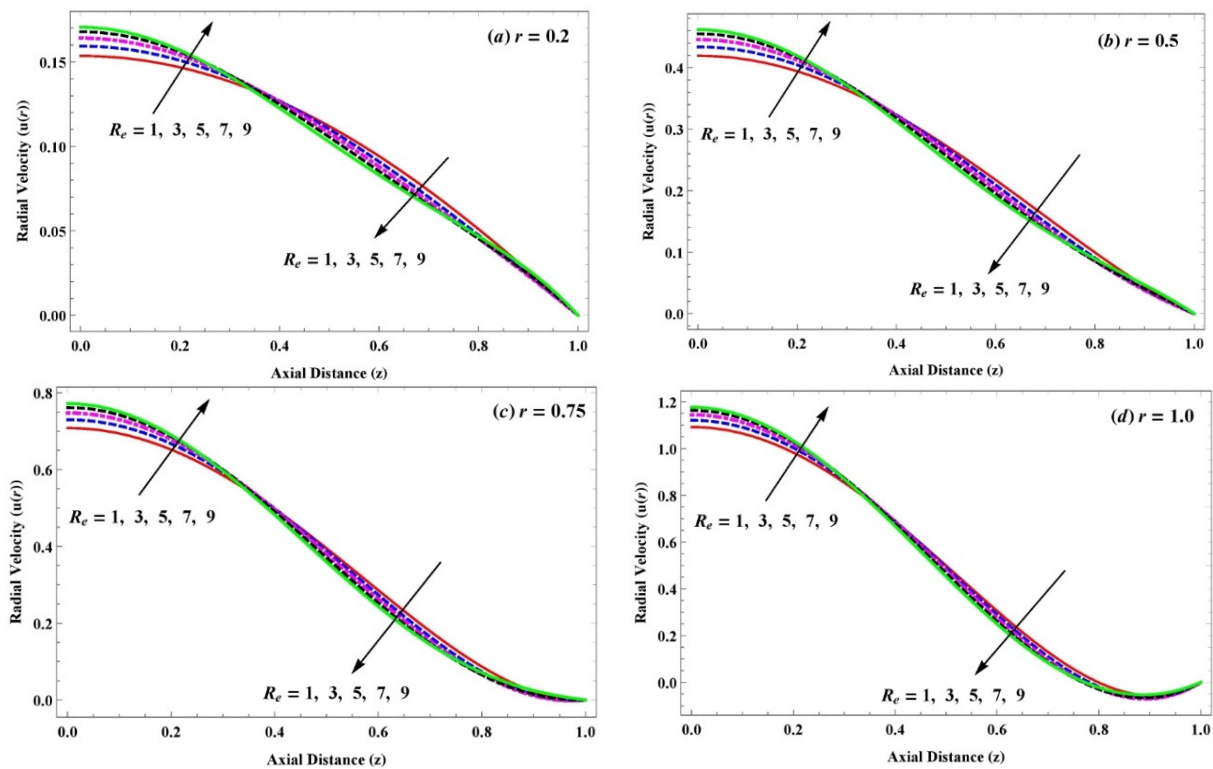 (a) r = 0.2
Radial Velocity (u(r))
0.15
0.10
0.05
0.00
Re = 1, 3, 5, 7, 9
Re = 1, 3, 5, 7, 9
0.0 0.2 0.4 0.6 0.8 1.0
Axial Distance (z)
(b) r = 0.5
Radial Velocity (u(r))
0.4
0.3
0.2
0.1
0.0
Re = 1, 3, 5, 7, 9
Re = 1, 3, 5, 7, 9
0.0 0.2 0.4 0.6 0.8 1.0
Axial Distance (z)
(c) r = 0.75
Radial Velocity (u(r))
0.8
0.6
0.4
0.2
0.0
Re = 1, 3, 5, 7, 9
Re = 1, 3, 5, 7, 9
0.0 0.2 0.4 0.6 0.8 1.0
Axial Distance (z)
(d) r = 1.0
Radial Velocity (u(r))
1.2
1.0
0.8
0.6
0.4
0.2
0.0
Re = 1, 3, 5, 7, 9
Re = 1, 3, 5, 7, 9
0.0 0.2 0.4 0.6 0.8 1.0
Axial Distance (z)